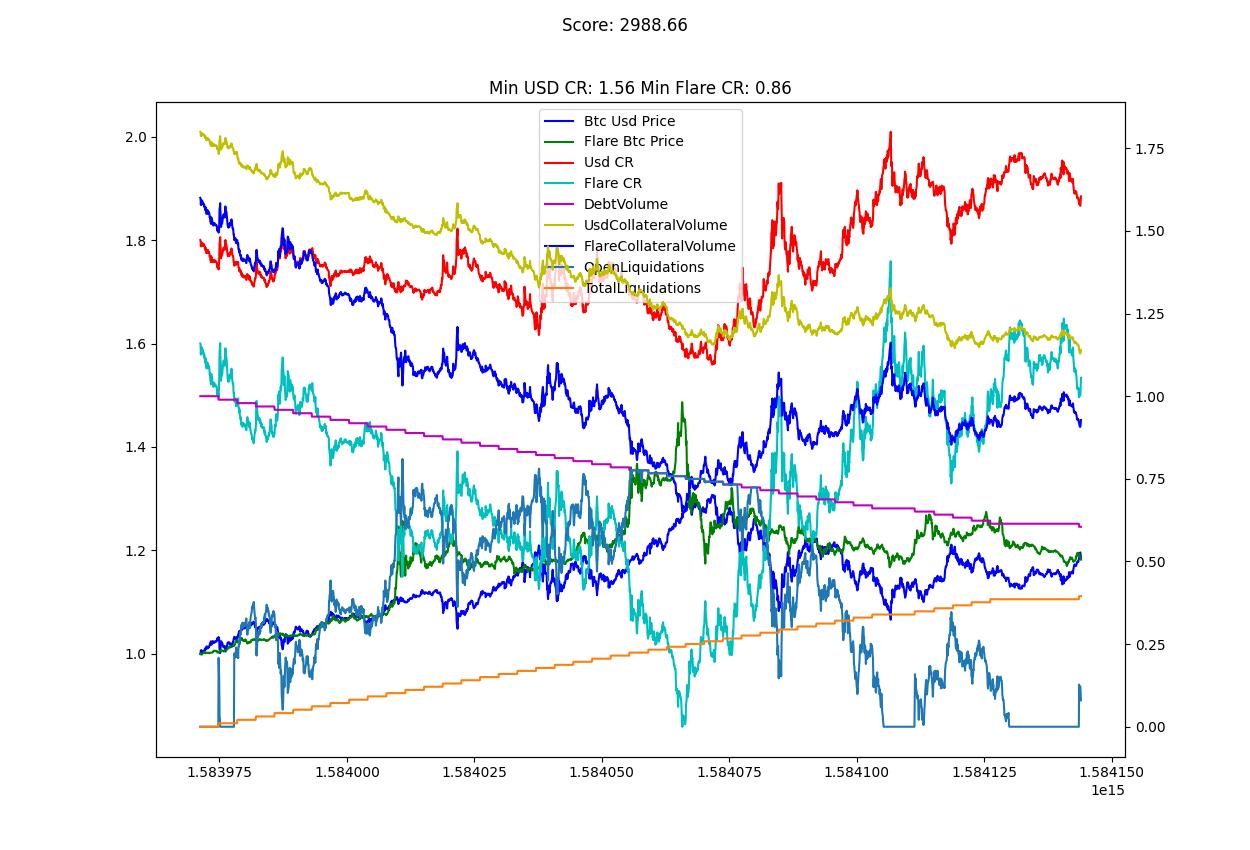 Score: 2988.66
Min USD CR: 1.56 Min Flare CR: 0.86
Btc Usd Price
Flare Btc Price
Usd CR
Flare CR
DebtVolume
UsdCollateralVolume
FlareCollateralVolume
OpenLiquidations
TotalLiquidations
2.0
1.8
1.6
1.4
1.2
1.0
1.75
1.50
1.25
1.00
0.75
0.50
0.25
0.00
1.583975 1.584000 1.584025 1.584050 1.584075 1.584100 1.584125 1.584150
1e15